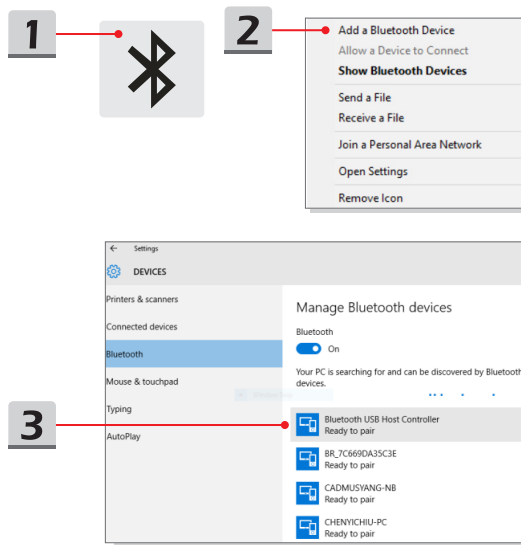 1
2
Add a Bluetooth Device
Allow a Device to Connect
Show Bluetooth Devices
Send a File
Receive a File
Join a Personal Area Network
Open Settings
Remove Icon
3
Settings
DEVICES
Printers & scanners
Connected devices
Bluetooth
Mouse & touchpad
Typing
AutoPlay
Manage Bluetooth devices
Bluetooth
On
Your PC is searching for and can be discovered by Bluetooth
devices.
Bluetooth USB Host Controller
Ready to pair
BR_7C669DA35C3E
Ready to pair
CADMUSYANG-NB
Ready to pair
CHENYICHIU-PC
Ready to pair